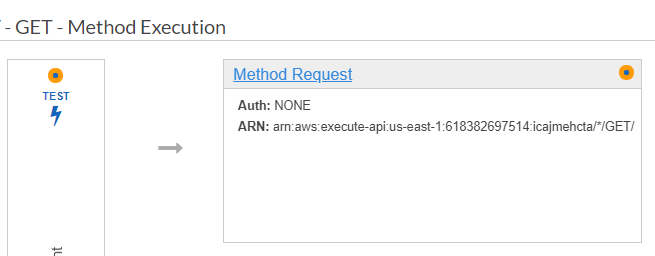 - GET - Method Execution
TEST
Method Request
Auth: NONE
ARN: arn:aws:execute-api:us-east-1:618382697514:icajmehcta/*/GET/